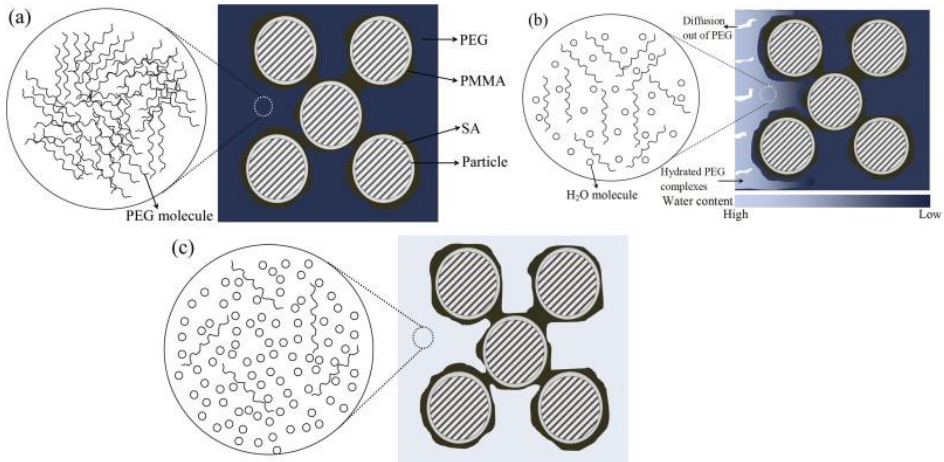 (a)
PEG
PMMA
SA
Particle
PEG molecule
(b)
Diffusion
out of PEG
Hydrated PEG
complexes
H₂O molecule
Water content
High
Low
(c)